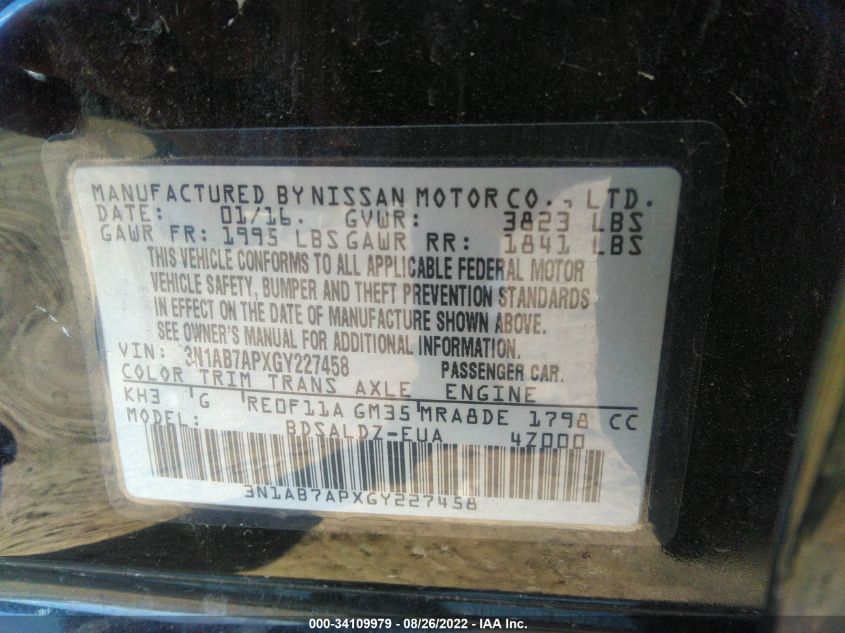 MANUFACTURED BY NISSAN MOTOR CO., LTD.
DATE: 01/16. GVWR: 3823 LBS
GAWR FR: 1995 LBS GAWR RR: 1841 LBS
THIS VEHICLE CONFORMS TO ALL APPLICABLE FEDERAL MOTOR
VEHICLE SAFETY, BUMPER AND THEFT PREVENTION STANDARDS
IN EFFECT ON THE DATE OF MANUFACTURE SHOWN ABOVE.
SEE OWNER'S MANUAL FOR ADDITIONAL INFORMATION.
VIN: 3N1AB7APXGY227458 PASSENGER CAR.
COLOR TRIM TRANS AXLE ENGINE
KH3 G RE0F11A GM35 MRA8DE 1798 CC
MODEL: BDSALDZ-EUA 4Z000
3N1AB7APXGY227458
000-34109979 - 08/26/2022 - IAA Inc.